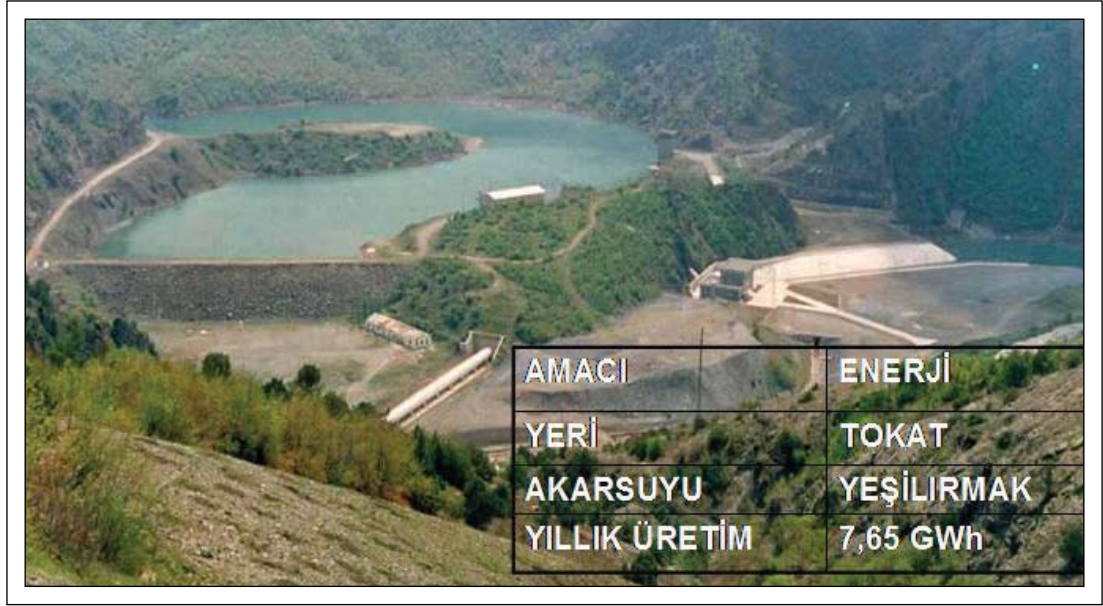 AMACI ENERJİ
YERİ TOKAT
AKARSUYU YEŞİLIRMAK
YILLIK ÜRETİM 7,65 GWh